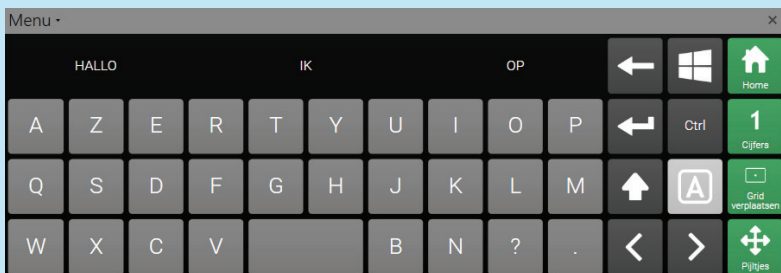 Menu
HALLO IK OP
Home
A Z E R T Y U I O P Ctrl 1
Cijfers
Q S D F G H J K L M A
Grid
verplaatsen
W X C V B N ? .
Pijltjes